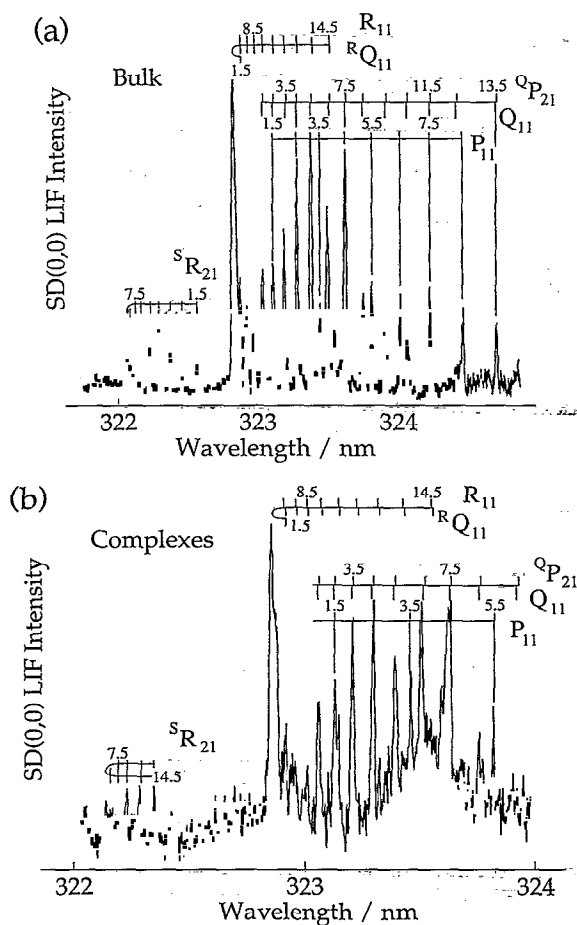 (a)
8.5 14.5 R₁₁
ᴿQ₁₁
1.5
Bulk
3.5 7.5 11.5 13.5 ᵠP₂₁
Q₁₁
1.5 3.5 5.5 7.5
P₁₁
SD(0,0) LIF Intensity
ˢR₂₁
7.5 1.5
322 323 324
Wavelength / nm
(b)
8.5 14.5 R₁₁
ᴿQ₁₁
1.5
Complexes
3.5 7.5 ᵠP₂₁
Q₁₁
1.5 3.5 5.5
P₁₁
SD(0,0) LIF Intensity
ˢR₂₁
7.5
14.5
322 323 324
Wavelength / nm